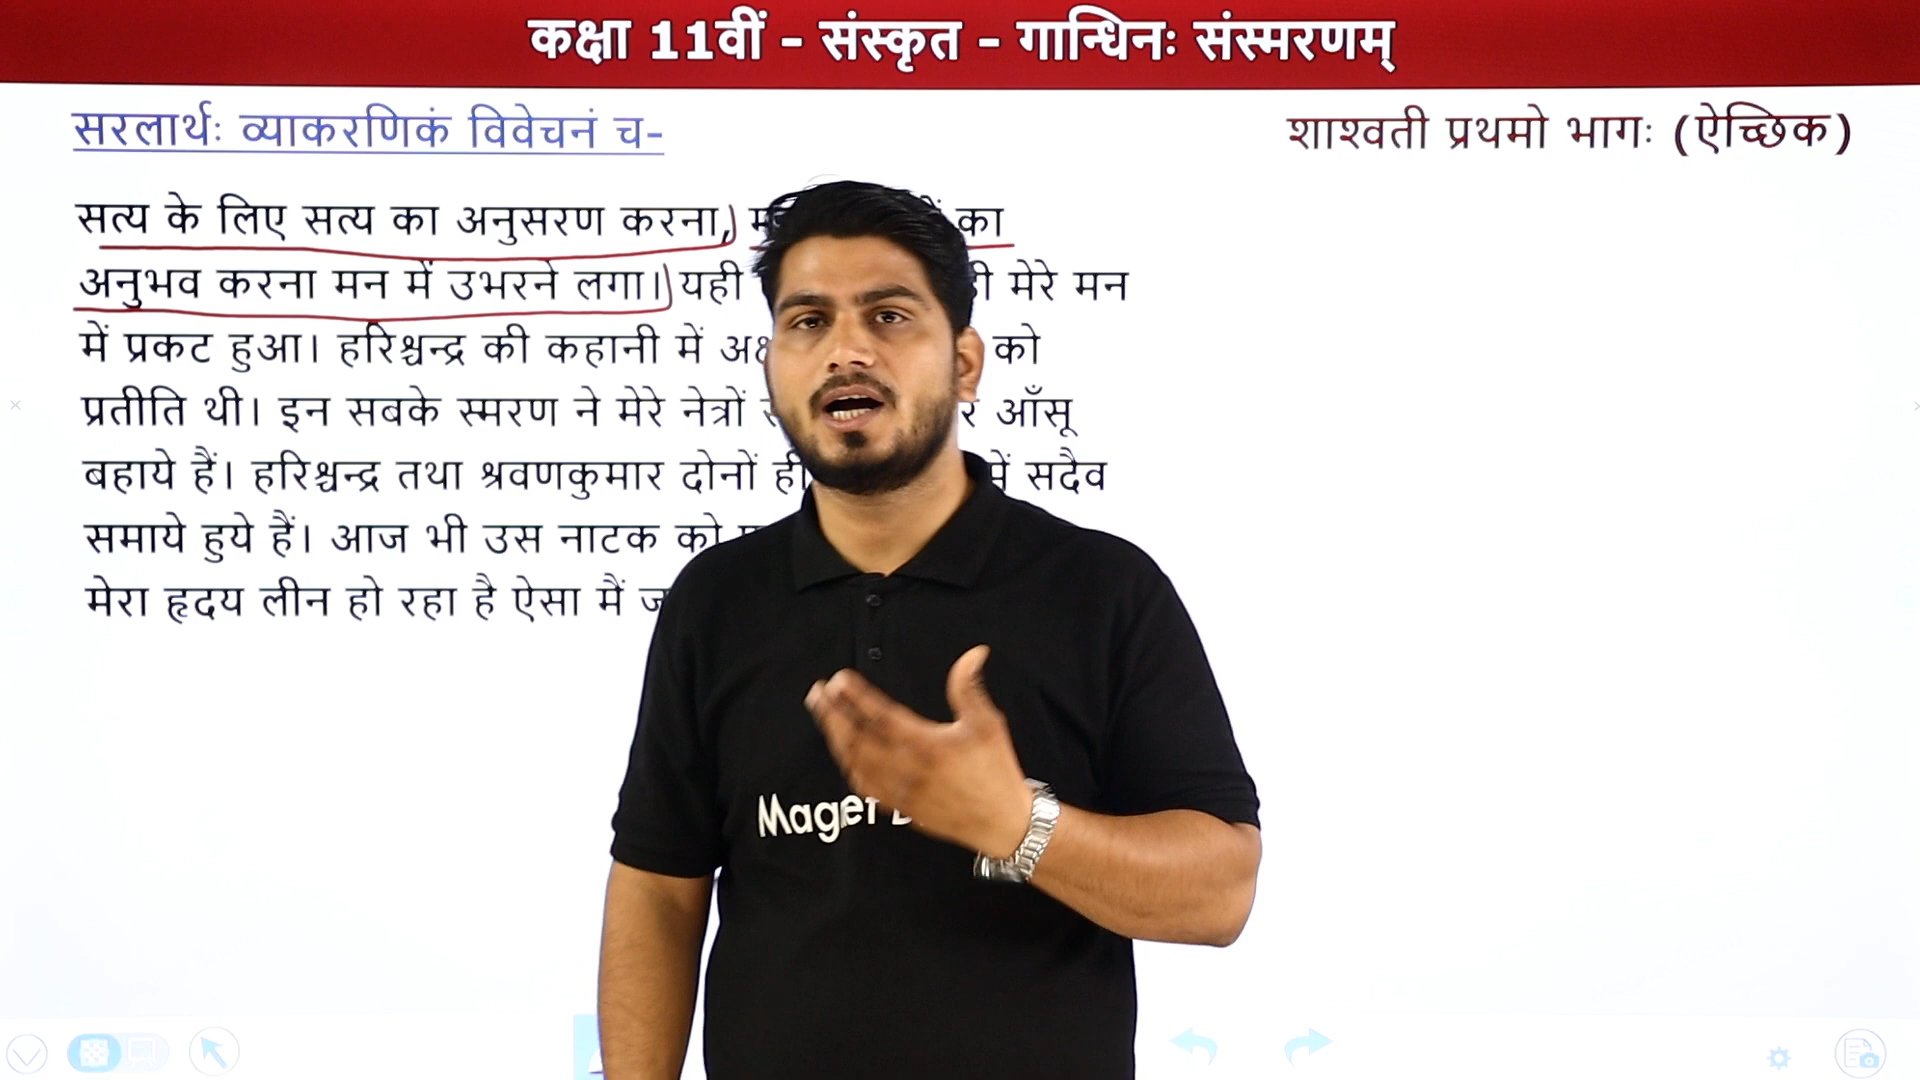 कक्षा 11वीं - संस्कृत - गान्धिनः संस्मरणम्
सरलार्थः व्याकरणिकं विवेचनं च-
शाश्वती प्रथमो भागः (ऐच्छिक)
सत्य के लिए सत्य का अनुसरण करना, का
अनुभव करना मन में उभरने लगा। यही मेरे मन
में प्रकट हुआ। हरिश्चन्द्र की कहानी में को
प्रतीति थी। इन सबके स्मरण ने मेरे नेत्रों आँसू
बहाये हैं। हरिश्चन्द्र तथा श्रवणकुमार दोनों ही में सदैव
समाये हुये हैं। आज भी उस नाटक को
मेरा हृदय लीन हो रहा है ऐसा मैं